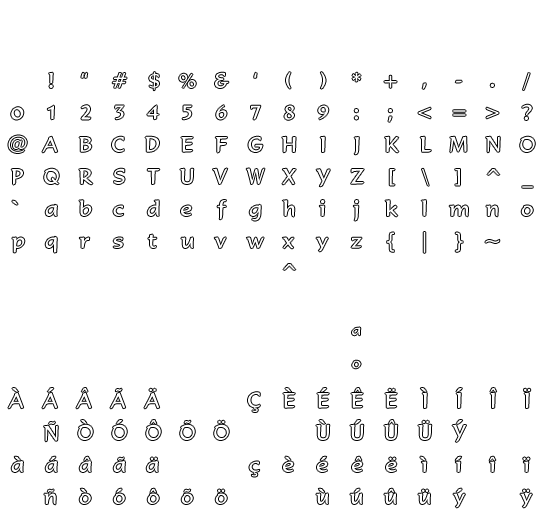 ! " # $ % & ' ( ) * + , - . /
0 1 2 3 4 5 6 7 8 9 : ; < = > ?
@ A B C D E F G H I J K L M N O
P Q R S T U V W X Y Z [ \ ] ^ _
` a b c d e f g h i j k l m n o
p q r s t u v w x y z { | } ~
^
a
o
À Á Â Ã Ä Ç È É Ê Ë Ì Í Î Ï
Ñ Ò Ó Ô Õ Ö Ù Ú Û Ü Ý
à á â ã ä ç è é ê ë ì í î ï
ñ ò ó ô õ ö ù ú û ü ý ÿ